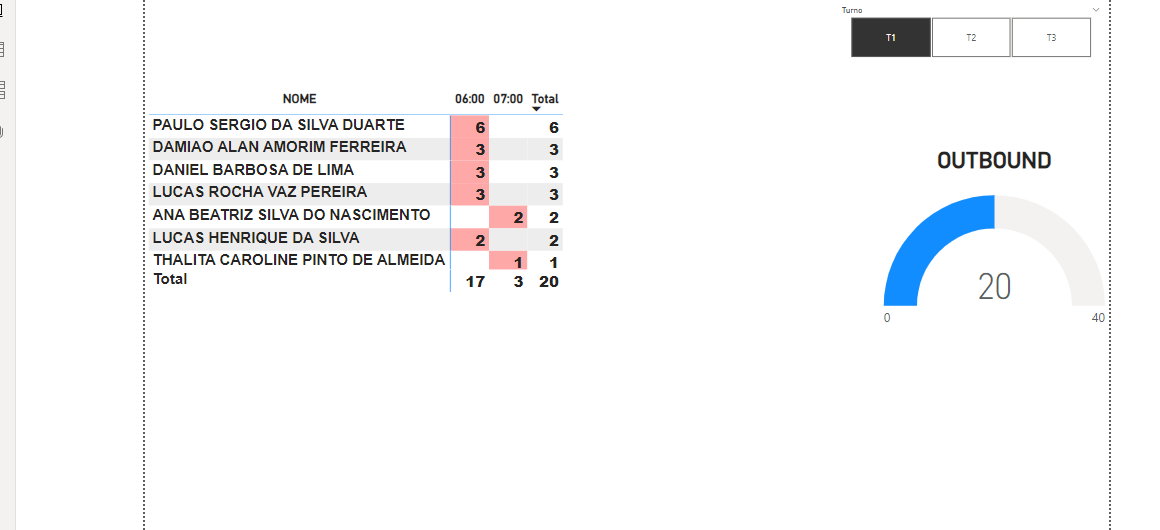 Turno
T1 T2 T3
NOME 06:00 07:00 Total
PAULO SERGIO DA SILVA DUARTE 6 6
DAMIAO ALAN AMORIM FERREIRA 3 3
DANIEL BARBOSA DE LIMA 3 3
LUCAS ROCHA VAZ PEREIRA 3 3
ANA BEATRIZ SILVA DO NASCIMENTO 2 2
LUCAS HENRIQUE DA SILVA 2 2
THALITA CAROLINE PINTO DE ALMEIDA 1 1
Total 17 3 20
OUTBOUND
20
0 40